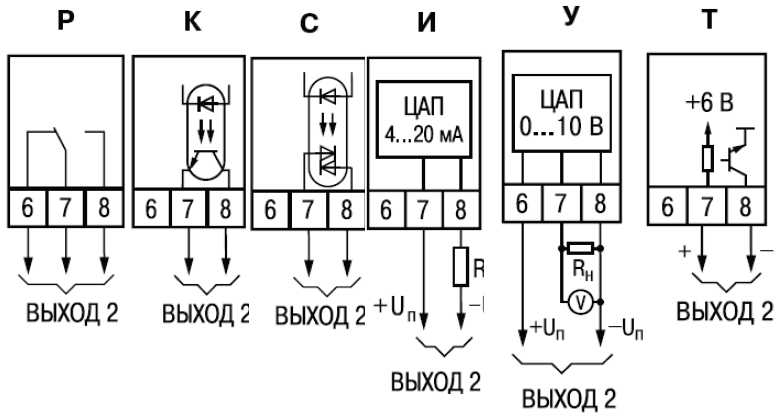 Р К С И У Т
ЦАП
4...20 мА
ЦАП
0...10 В
+6 В
6 7 8
6 7 8
6 7 8
6 7 8
6 7 8
6 7 8
R
Rн
V
+ −
+Uп −
+Uп −Uп
ВЫХОД 2
ВЫХОД 2
ВЫХОД 2
ВЫХОД 2
ВЫХОД 2
ВЫХОД 2